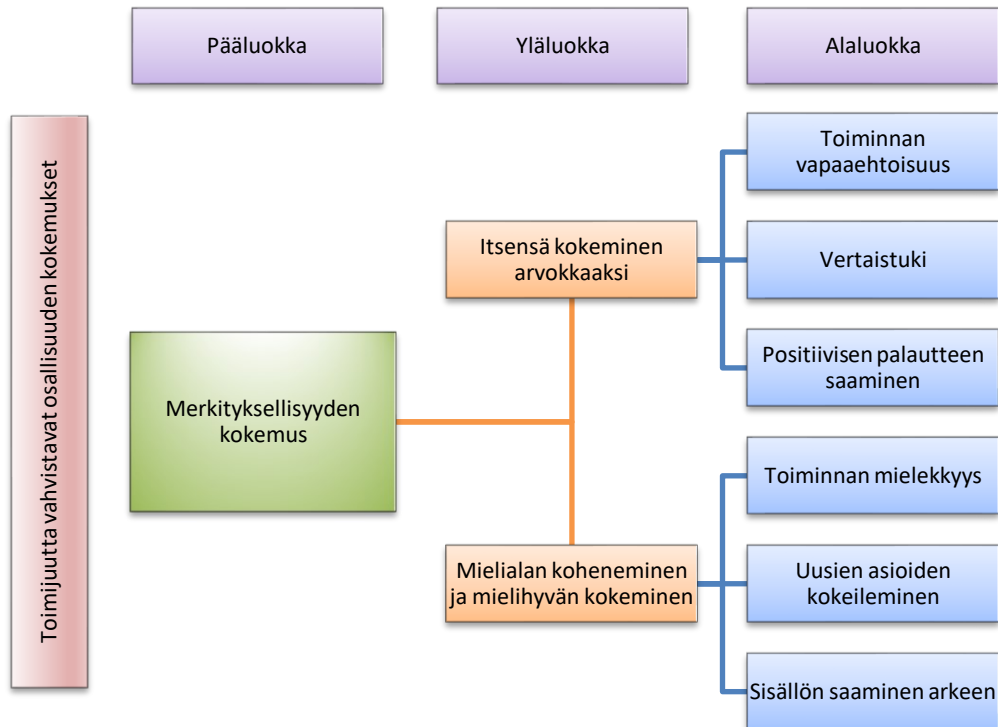 Pääluokka
Yläluokka
Alaluokka
Toimijuutta vahvistavat osallisuuden kokemukset
Merkityksellisyyden
kokemus
Itsensä kokeminen
arvokkaaksi
Toiminnan
vapaaehtoisuus
Vertaistuki
Positiivisen palautteen
saaminen
Mielialan koheneminen
ja mielihyvän kokeminen
Toiminnan mielekkyys
Uusien asioiden
kokeileminen
Sisällön saaminen arkeen